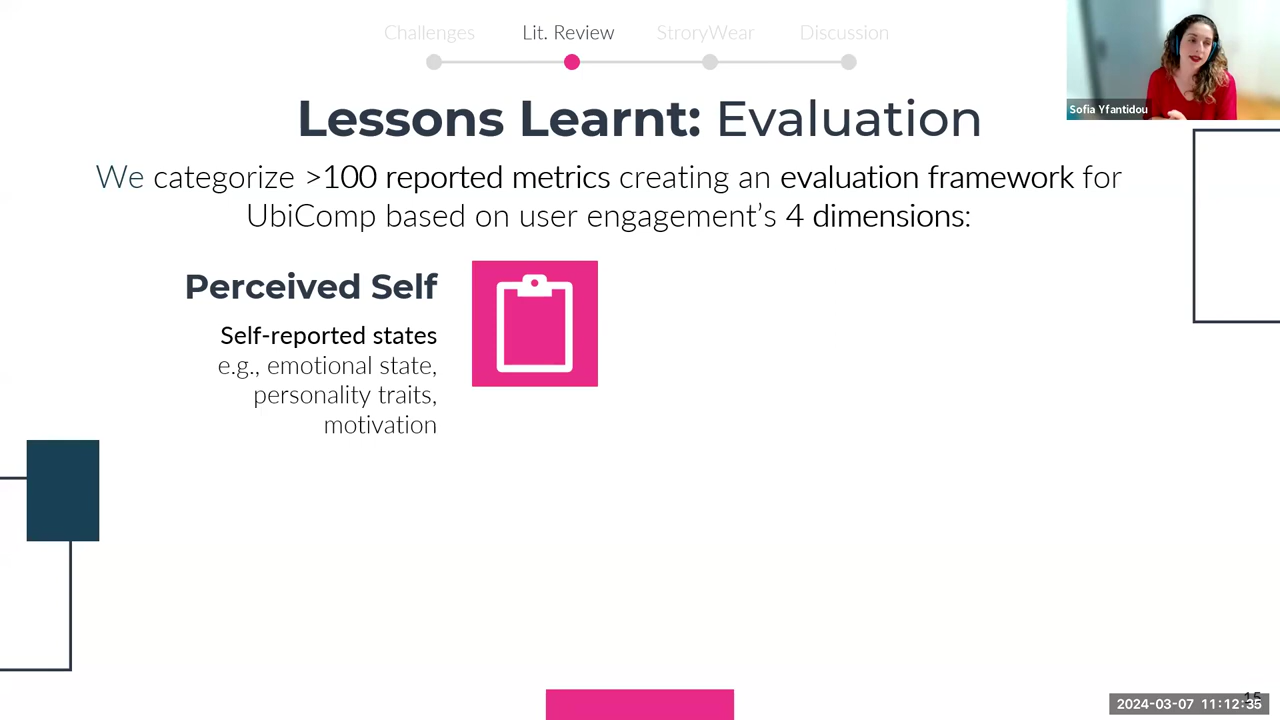 Challenges
Lit. Review
StroryWear
Discussion
Sofia Yfantidou
Lessons Learnt: Evaluation
We categorize >100 reported metrics creating an evaluation framework for
UbiComp based on user engagement's 4 dimensions:
Perceived Self
Self-reported states
e.g., emotional state,
personality traits,
motivation
15
2024-03-07 11:12:35